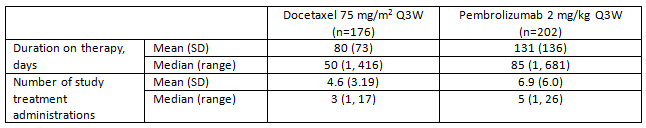 Docetaxel 75 mg/m² Q3W (n=176)
Pembrolizumab 2 mg/kg Q3W (n=202)
Duration on therapy, days
Mean (SD) 80 (73) 131 (136)
Median (range) 50 (1, 416) 85 (1, 681)
Number of study treatment administrations
Mean (SD) 4.6 (3.19) 6.9 (6.0)
Median (range) 3 (1, 17) 5 (1, 26)